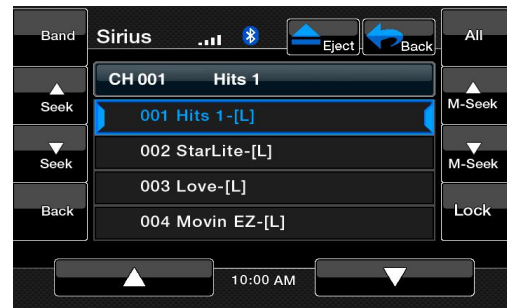 Band
Sirius
Eject
Back
All
CH 001 Hits 1
Seek
M-Seek
001 Hits 1-[L]
002 StarLite-[L]
Seek
M-Seek
003 Love-[L]
Back
Lock
004 Movin EZ-[L]
10:00 AM